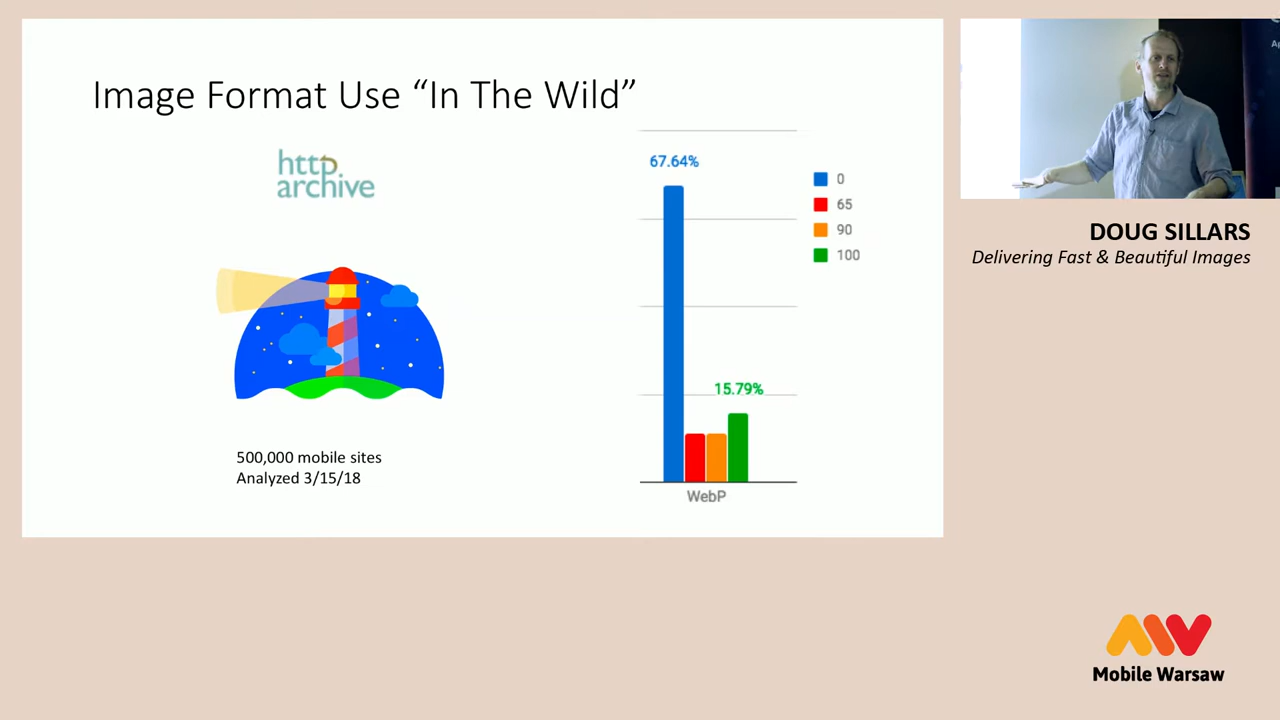 Image Format Use “In The Wild”
http
archive
500,000 mobile sites
Analyzed 3/15/18
67.64%
15.79%
WebP
0
65
90
100
DOUG SILLARS
Delivering Fast & Beautiful Images
Mobile Warsaw